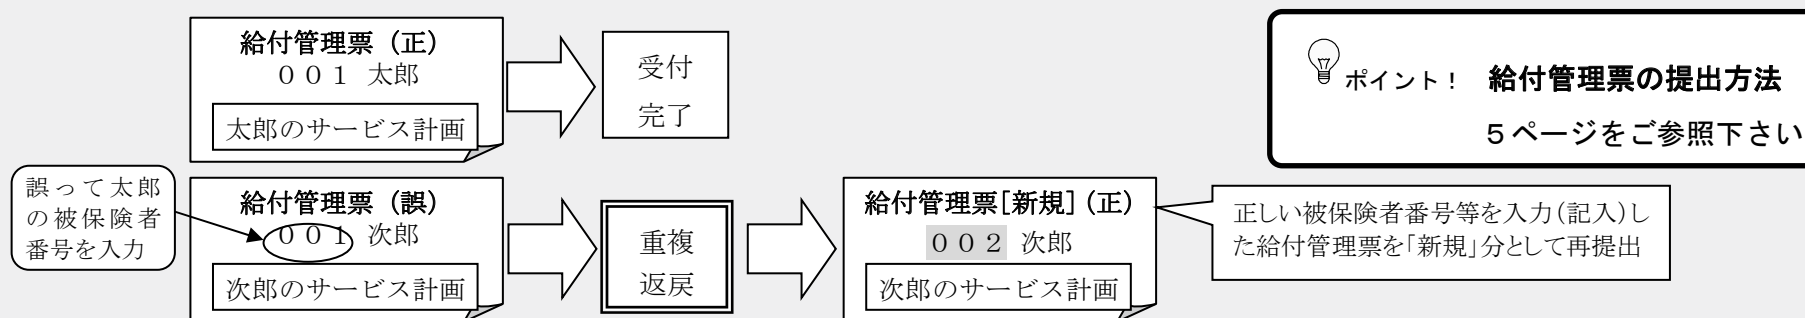 給付管理票（正）
００１ 太郎
太郎のサービス計画
受付
完了
ポイント！ 給付管理票の提出方法
５ページをご参照下さい
誤って太郎
の被保険者
番号を入力
給付管理票（誤）
００１ 次郎
次郎のサービス計画
重複
返戻
給付管理票［新規］（正）
００２ 次郎
次郎のサービス計画
正しい被保険者番号等を入力（記入）し
た給付管理票を「新規」分として再提出